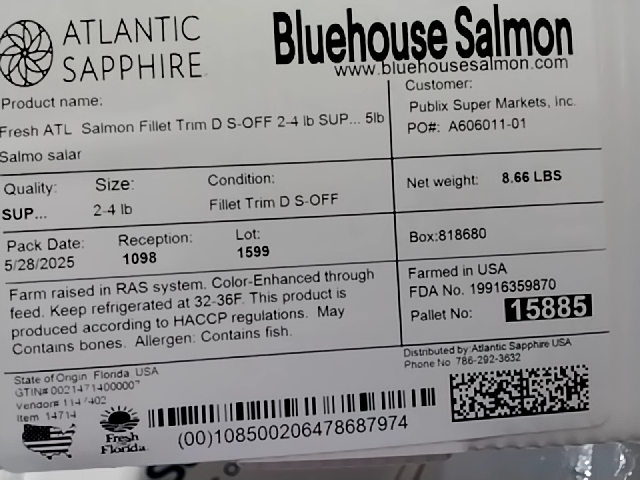 ATLANTIC
SAPPHIRE
Bluehouse Salmon
www.bluehousesalmon.com
Product name:
Fresh ATL Salmon Fillet Trim D S-OFF 2-4 lb SUP... 5lb
Salmo salar
Customer:
Publix Super Markets, Inc.
PO#: A606011-01
Quality: Size: Condition:
SUP... 2-4 lb Fillet Trim D S-OFF
Net weight: 8.66 LBS
Pack Date: Reception: Lot:
5/28/2025 1098 1599
Box:818680
Farm raised in RAS system. Color-Enhanced through
feed. Keep refrigerated at 32-36F. This product is
produced according to HACCP regulations. May
Contains bones. Allergen: Contains fish.
Farmed in USA
FDA No. 19916359870
Pallet No: 15885
Distributed by:Atlantic Sapphire USA
Phone No 786-292-3632
State of Origin Florida USA
GTIN#
Vendor#
Item 14714
Fresh
Florida
(00)108500206478687974